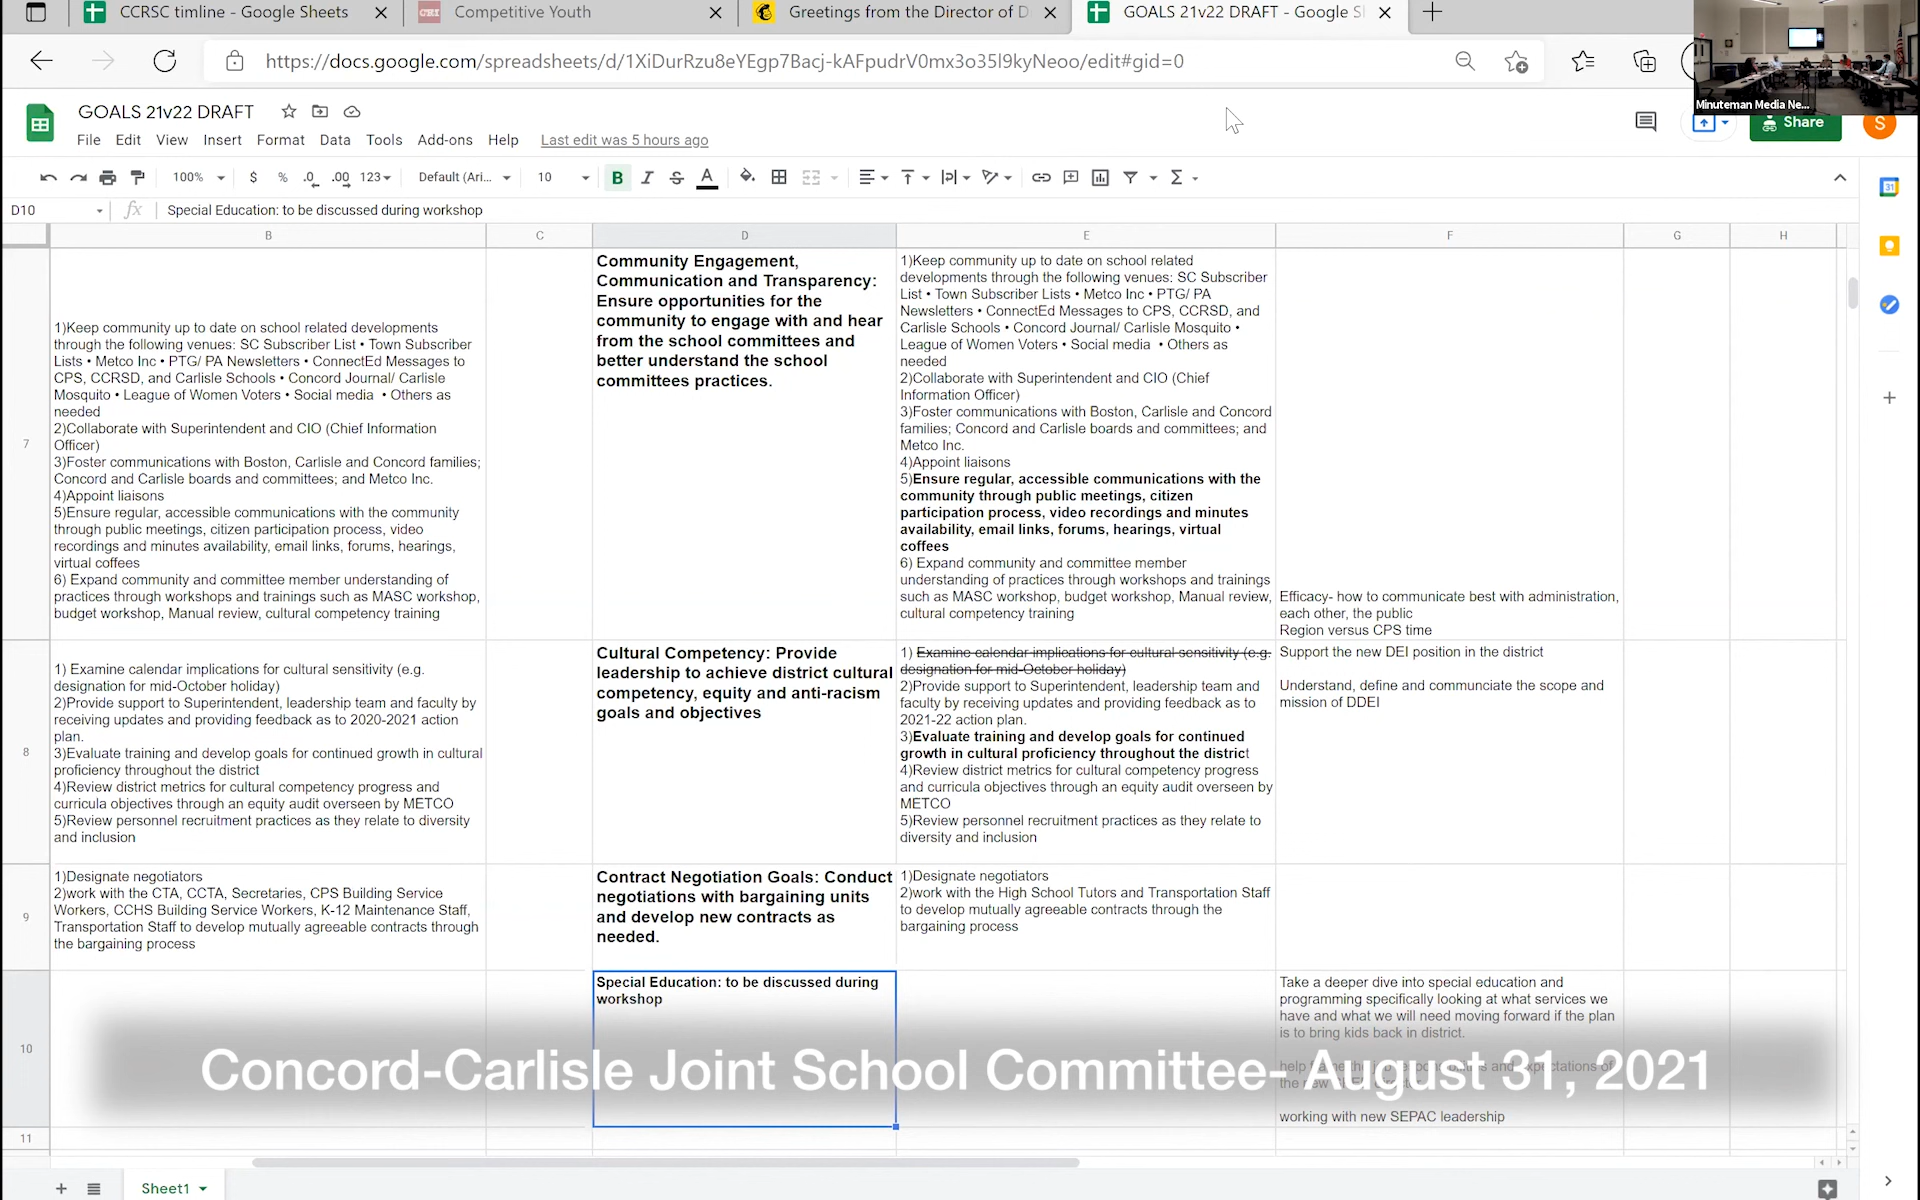 CCRSC timline - Google Sheets
Competitive Youth
Greetings from the Director of D
GOALS 21v22 DRAFT - Google S
https://docs.google.com/spreadsheets/d/1XiDurRzu8eYEgp7Bacj-kAFpudrV0mx3o35l9kyNeoo/edit#gid=0
Minuteman Media Ne...
GOALS 21v22 DRAFT
File Edit View Insert Format Data Tools Add-ons Help Last edit was 5 hours ago
Share
S
100% $ % .0 .00 123 Default (Ari... 10 B I S A
D10 fx Special Education: to be discussed during workshop
B C D E F G H
7
1)Keep community up to date on school related developments
through the following venues: SC Subscriber List • Town Subscriber
Lists • Metco Inc • PTG/ PA Newsletters • ConnectEd Messages to
CPS, CCRSD, and Carlisle Schools • Concord Journal/ Carlisle
Mosquito • League of Women Voters • Social media • Others as
needed
2)Collaborate with Superintendent and CIO (Chief Information
Officer)
3)Foster communications with Boston, Carlisle and Concord families;
Concord and Carlisle boards and committees; and Metco Inc.
4)Appoint liaisons
5)Ensure regular, accessible communications with the community
through public meetings, citizen participation process, video
recordings and minutes availability, email links, forums, hearings,
virtual coffees
6) Expand community and committee member understanding of
practices through workshops and trainings such as MASC workshop,
budget workshop, Manual review, cultural competency training
Community Engagement,
Communication and Transparency:
Ensure opportunities for the
community to engage with and hear
from the school committees and
better understand the school
committees practices.
1)Keep community up to date on school related
developments through the following venues: SC Subscriber
List • Town Subscriber Lists • Metco Inc • PTG/ PA
Newsletters • ConnectEd Messages to CPS, CCRSD, and
Carlisle Schools • Concord Journal/ Carlisle Mosquito •
League of Women Voters • Social media • Others as
needed
2)Collaborate with Superintendent and CIO (Chief
Information Officer)
3)Foster communications with Boston, Carlisle and Concord
families; Concord and Carlisle boards and committees; and
Metco Inc.
4)Appoint liaisons
5)Ensure regular, accessible communications with the
community through public meetings, citizen
participation process, video recordings and minutes
availability, email links, forums, hearings, virtual
coffees
6) Expand community and committee member
understanding of practices through workshops and trainings
such as MASC workshop, budget workshop, Manual review,
cultural competency training
Efficacy- how to communicate best with administration,
each other, the public
Region versus CPS time
8
1) Examine calendar implications for cultural sensitivity (e.g.
designation for mid-October holiday)
2)Provide support to Superintendent, leadership team and faculty by
receiving updates and providing feedback as to 2020-2021 action
plan.
3)Evaluate training and develop goals for continued growth in cultural
proficiency throughout the district
4)Review district metrics for cultural competency progress and
curricula objectives through an equity audit overseen by METCO
5)Review personnel recruitment practices as they relate to diversity
and inclusion
Cultural Competency: Provide
leadership to achieve district cultural
competency, equity and anti-racism
goals and objectives
1) Examine calendar implications for cultural sensitivity (e.g.
designation for mid-October holiday)
2)Provide support to Superintendent, leadership team and
faculty by receiving updates and providing feedback as to
2021-22 action plan.
3)Evaluate training and develop goals for continued
growth in cultural proficiency throughout the district
4)Review district metrics for cultural competency progress
and curricula objectives through an equity audit overseen by
METCO
5)Review personnel recruitment practices as they relate to
diversity and inclusion
Support the new DEI position in the district
Understand, define and communciate the scope and
mission of DDEI
9
1)Designate negotiators
2)work with the CTA, CCTA, Secretaries, CPS Building Service
Workers, CCHS Building Service Workers, K-12 Maintenance Staff,
Transportation Staff to develop mutually agreeable contracts through
the bargaining process
Contract Negotiation Goals: Conduct
negotiations with bargaining units
and develop new contracts as
needed.
1)Designate negotiators
2)work with the High School Tutors and Transportation Staff
to develop mutually agreeable contracts through the
bargaining process
10
Special Education: to be discussed during
workshop
Take a deeper dive into special education and
programming specifically looking at what services we
have and what we will need moving forward if the plan
is to bring kids back in district.
working with new SEPAC leadership
Concord-Carlisle Joint School Committee- August 31, 2021
11
Sheet1